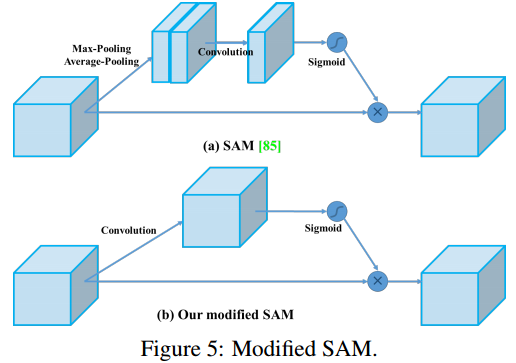 Max-Pooling
Average-Pooling
Convolution
Sigmoid
(a) SAM [85]
Convolution
Sigmoid
(b) Our modified SAM
Figure 5: Modified SAM.